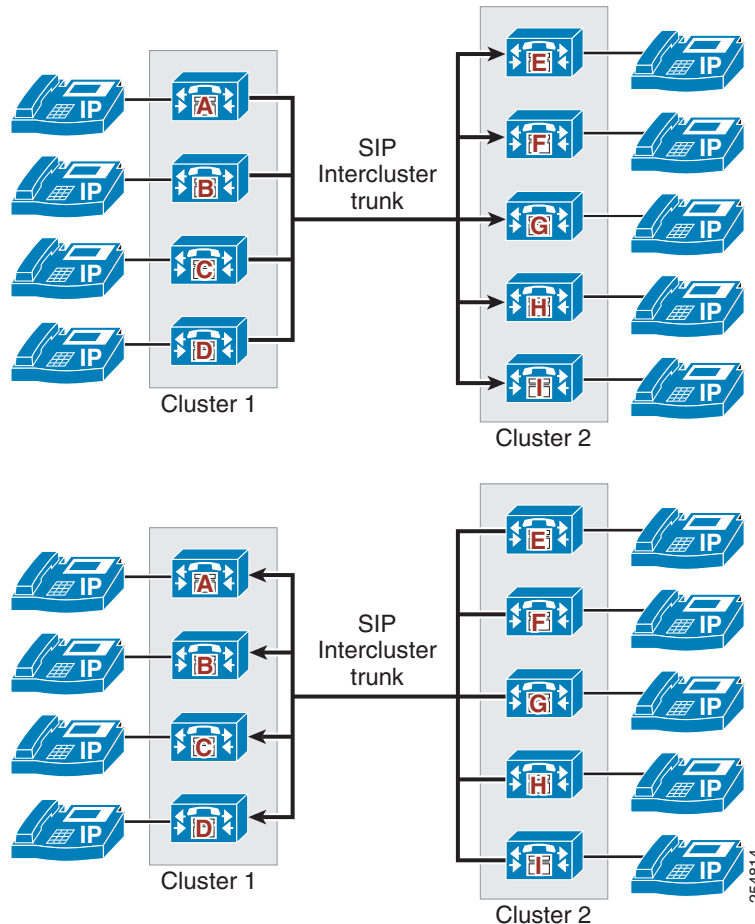 IP A E IP
IP B SIP F IP
Intercluster
trunk
IP C G IP
IP D H IP
Cluster 1 I IP
Cluster 2
E IP
IP A SIP F IP
Intercluster
trunk
IP B G IP
IP C H IP
IP D I IP
Cluster 1
Cluster 2
254814